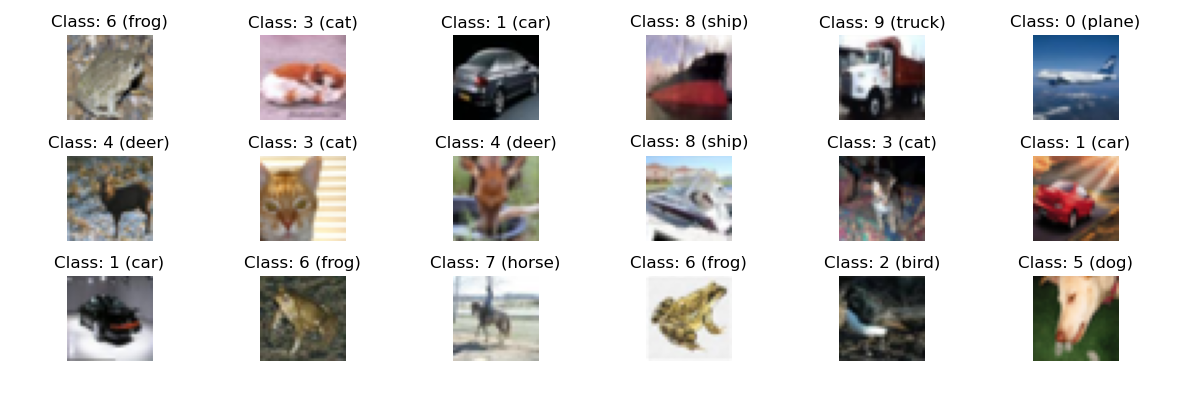 Class: 6 (frog) Class: 3 (cat) Class: 1 (car) Class: 8 (ship) Class: 9 (truck) Class: 0 (plane)
Class: 4 (deer) Class: 3 (cat) Class: 4 (deer) Class: 8 (ship) Class: 3 (cat) Class: 1 (car)
Class: 1 (car) Class: 6 (frog) Class: 7 (horse) Class: 6 (frog) Class: 2 (bird) Class: 5 (dog)